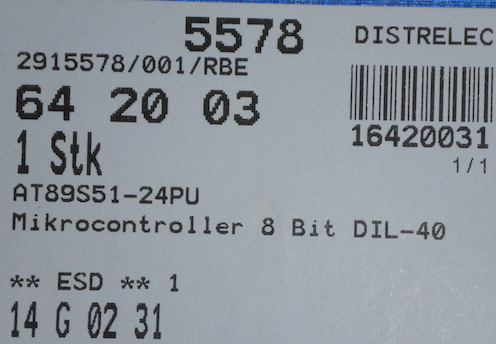 5578 DISTRELEC
2915578/001/RBE
64 20 03
16420031
1 Stk
1/1
AT89S51-24PU
Mikrocontroller 8 Bit DIL-40
** ESD ** 1
14 G 02 31